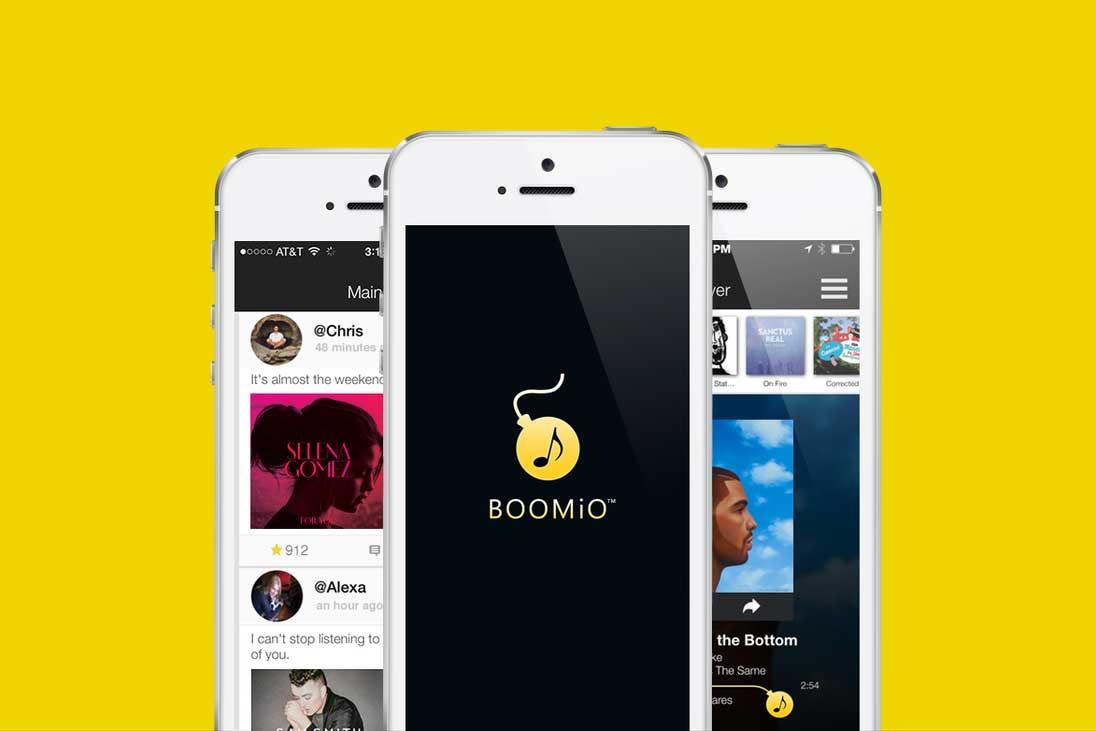 AT&T
3:1
Main
@Chris
48 minutes
It's almost the weekend
SELENA
GOMEZ
FOR YOU
912
@Alexa
an hour ago
I can't stop listening to
of you.
SAM SMITH
BOOMiO™
PM
yer
Stat...
SANCTUS
REAL
On Fire
Corrected
the Bottom
ke
The Same
2:54
ares